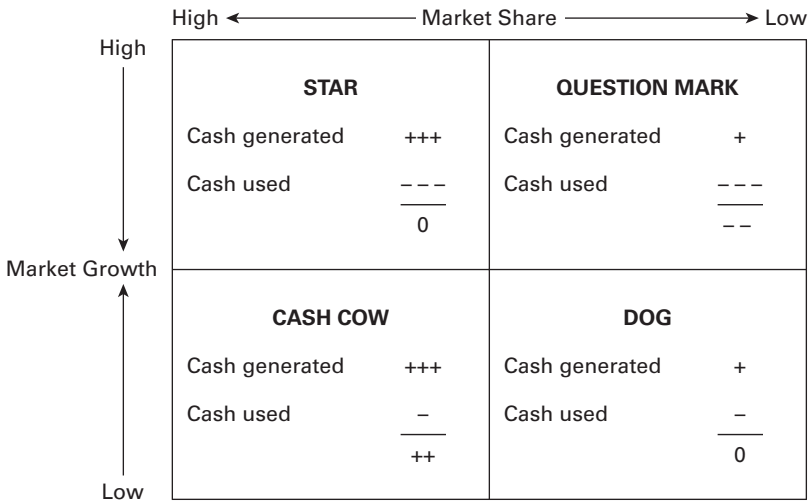 High Market Share Low
High
STAR QUESTION MARK
Cash generated +++ Cash generated +
Cash used – – – Cash used – – –
0 – –
Market Growth
CASH COW DOG
Cash generated +++ Cash generated +
Cash used – Cash used –
++ 0
Low